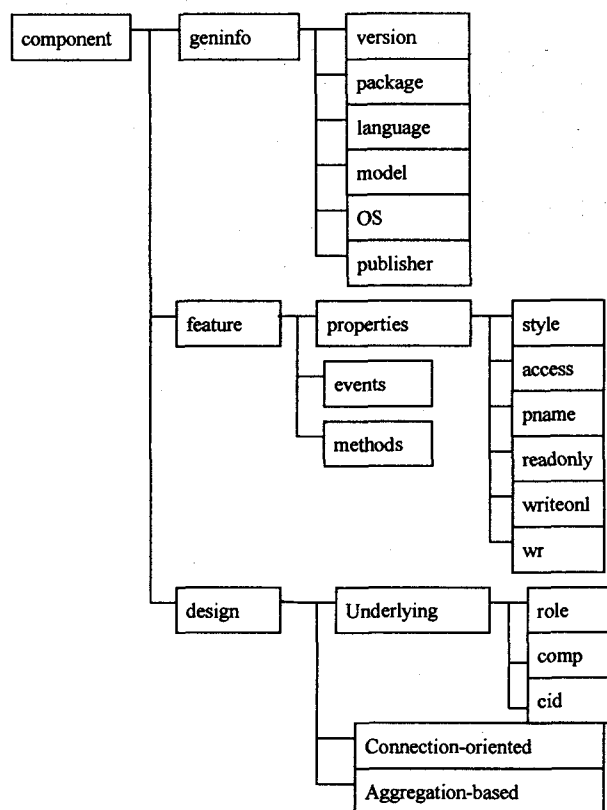 component
geninfo
version
package
language
model
OS
publisher
feature
properties
style
access
pname
readonly
writeonl
wr
events
methods
design
Underlying
role
comp
cid
Connection-oriented
Aggregation-based